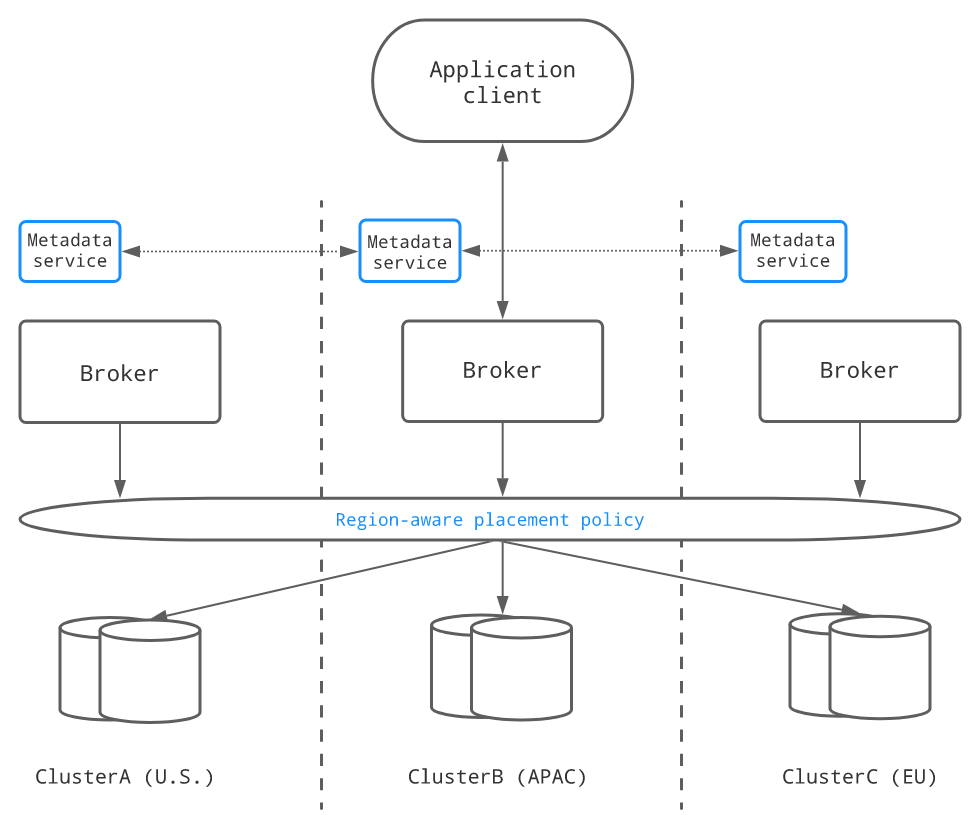 Application
client
Metadata
service
Metadata
service
Metadata
service
Broker
Broker
Broker
Region-aware placement policy
ClusterA (U.S.)
ClusterB (APAC)
ClusterC (EU)